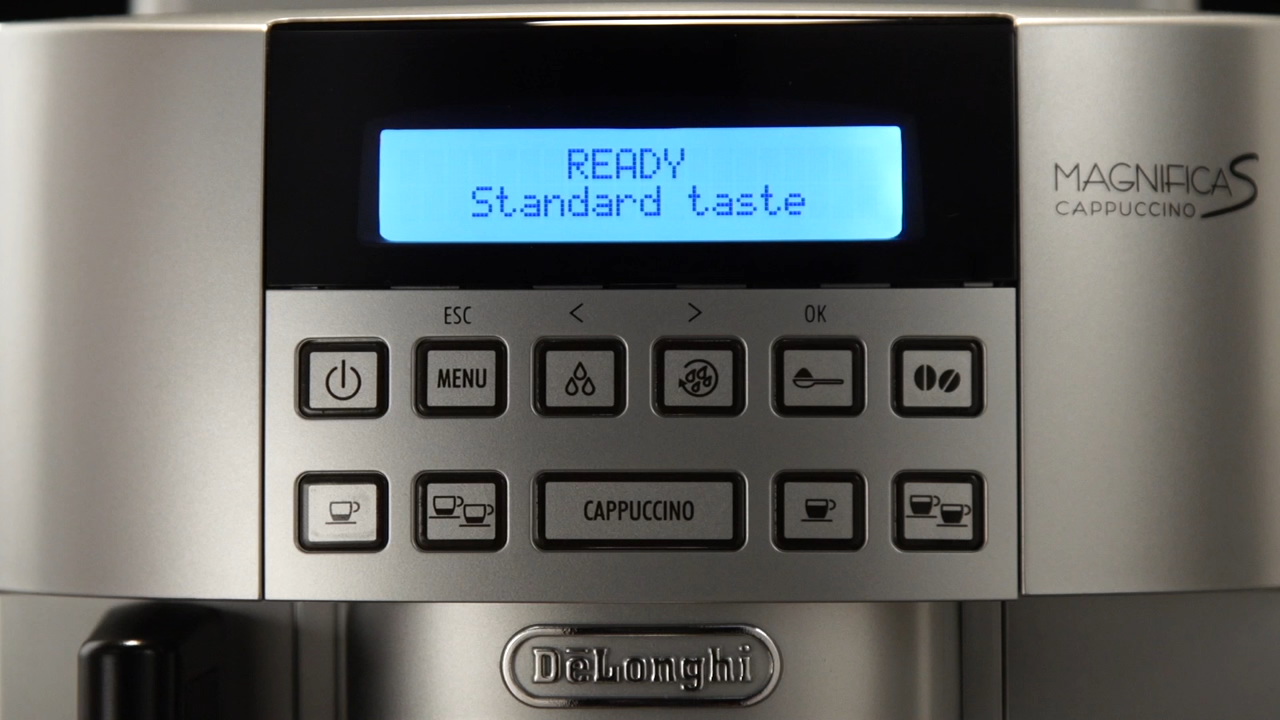 READY
Standard taste
MAGNIFICA S
CAPPUCCINO
ESC < > OK
MENU
CAPPUCCINO
DeLonghi